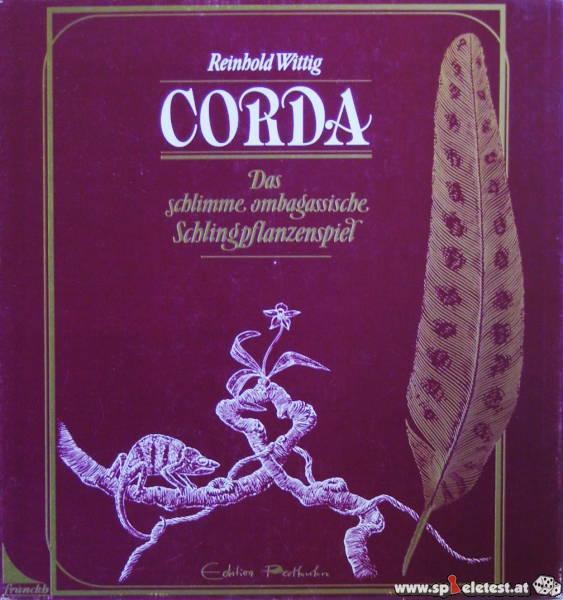 Reinhold Wittig
CORDA
Das
schlimme ombagassische
Schlingpflanzenspiel
Edition Perlhuhn
franckh
www.spieletest.at